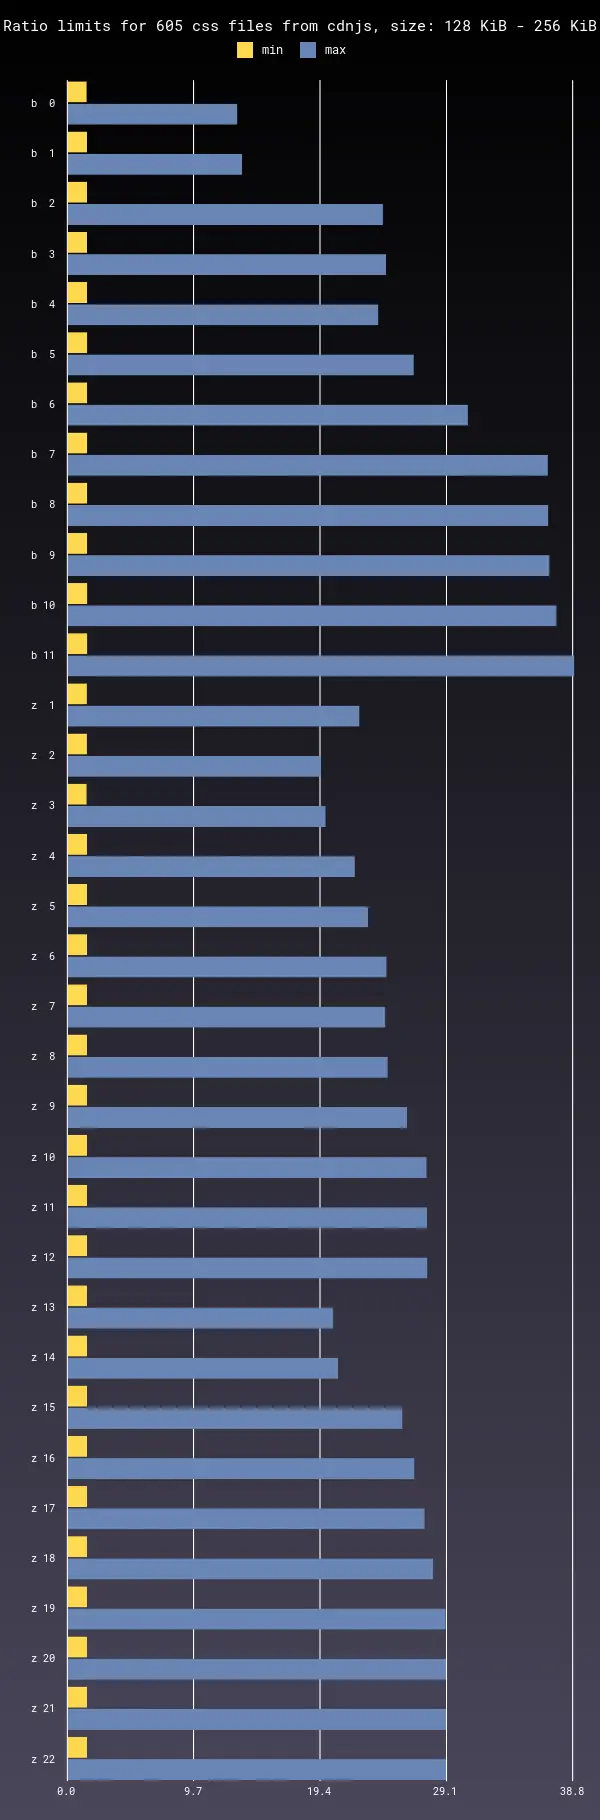 Ratio limits for 605 css files from cdnjs, size: 128 KiB - 256 KiB
min max
b 0
b 1
b 2
b 3
b 4
b 5
b 6
b 7
b 8
b 9
b 10
b 11
z 1
z 2
z 3
z 4
z 5
z 6
z 7
z 8
z 9
z 10
z 11
z 12
z 13
z 14
z 15
z 16
z 17
z 18
z 19
z 20
z 21
z 22
0.0 9.7 19.4 29.1 38.8